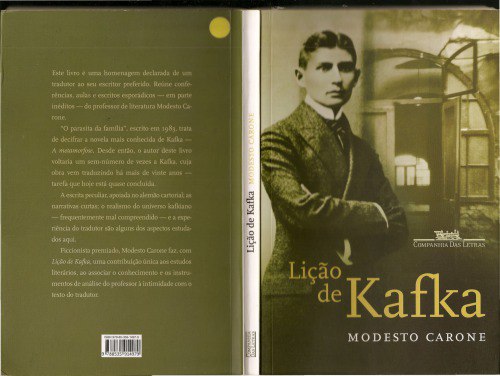 Este livro é uma homenagem declarada de um
tradutor ao seu escritor preferido. Reúne con-
ferências, aulas e escritos esporádicos — em parte
inéditos — do professor de literatura Modesto Ca-
rone.
"O parasita da família", escrito em 1983, trata
de decifrar a novela mais conhecida de Kafka —
A metamorfose. Desde então, o autor deste livro
voltaria um sem-número de vezes a Kafka, cuja
obra vem traduzindo há mais de vinte anos —
tarefa que hoje está quase concluída.
A escrita peculiar, apoiada no alemão cartorial; as
narrativas curtas; o realismo do universo kafkiano
— frequentemente mal compreendido — e a experiência
do tradutor são alguns dos aspectos estuda-
dos aqui.
Ficcionista premiado, Modesto Carone faz, com
Lição de Kafka, uma contribuição única aos estudos
literários, ao associar o conhecimento e os instru-
mentos de análise do professor à intimidade com o
texto do tradutor.
Lição de Kafka MODESTO CARONE
COMPANHIA DAS LETRAS
COMPANHIA DAS LETRAS
Lição
de Kafka
MODESTO CARONE